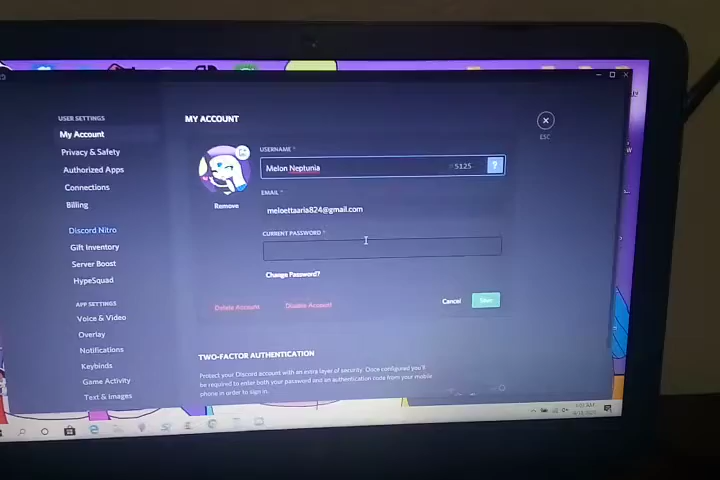 USER SETTINGS
My Account
Privacy & Safety
Authorized Apps
Connections
Billing
Discord Nitro
Gift Inventory
Server Boost
HypeSquad
APP SETTINGS
Voice & Video
Overlay
Notifications
Keybinds
Game Activity
Text & Images
MY ACCOUNT
ESC
USERNAME *
Melon Neptunia #5125 ?
Remove
EMAIL *
meloettaaria824@gmail.com
CURRENT PASSWORD *
Change Password?
Delete Account Disable Account Cancel Save
TWO-FACTOR AUTHENTICATION
Protect your Discord account with an extra layer of security. Once configured you'll
be required to enter both your password and an authentication code from your mobile
phone in order to sign in.